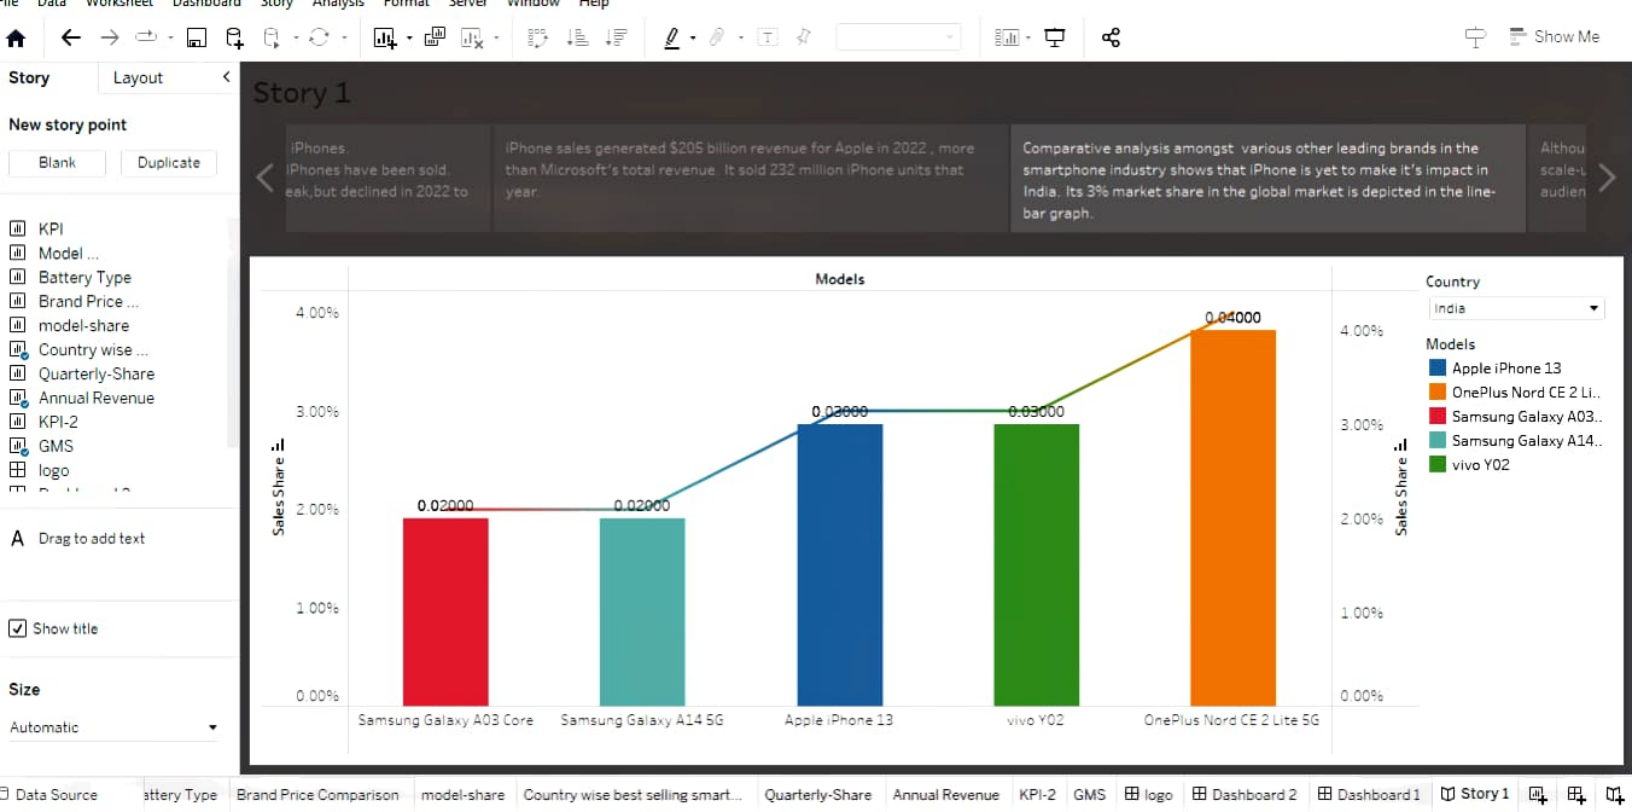 File Data Worksheet Dashboard Story Analysis Format Server Window Help
Show Me
Story Layout
New story point
Blank Duplicate
KPI
Model ...
Battery Type
Brand Price ...
model-share
Country wise ...
Quarterly-Share
Annual Revenue
KPI-2
GMS
logo
A Drag to add text
Show title
Size
Automatic
Story 1
iPhones.
iPhones have been sold.
eak,but declined in 2022 to
iPhone sales generated $205 billion revenue for Apple in 2022 , more
than Microsoft's total revenue. It sold 232 million iPhone units that
year.
Comparative analysis amongst various other leading brands in the
smartphone industry shows that iPhone is yet to make it's impact in
India. Its 3% market share in the global market is depicted in the line-
bar graph.
Althou
scale-u
audien
Models
4.00%
3.00%
2.00%
1.00%
0.00%
Sales Share
0.02000
0.02000
0.03000
0.03000
0.04000
Samsung Galaxy A03 Core
Samsung Galaxy A14 5G
Apple iPhone 13
vivo Y02
OnePlus Nord CE 2 Lite 5G
4.00%
3.00%
2.00%
1.00%
0.00%
Sales Share
Country
India
Models
Apple iPhone 13
OnePlus Nord CE 2 Li..
Samsung Galaxy A03..
Samsung Galaxy A14..
vivo Y02
Data Source attery Type Brand Price Comparison model-share Country wise best selling smart... Quarterly-Share Annual Revenue KPI-2 GMS logo Dashboard 2 Dashboard 1 Story 1